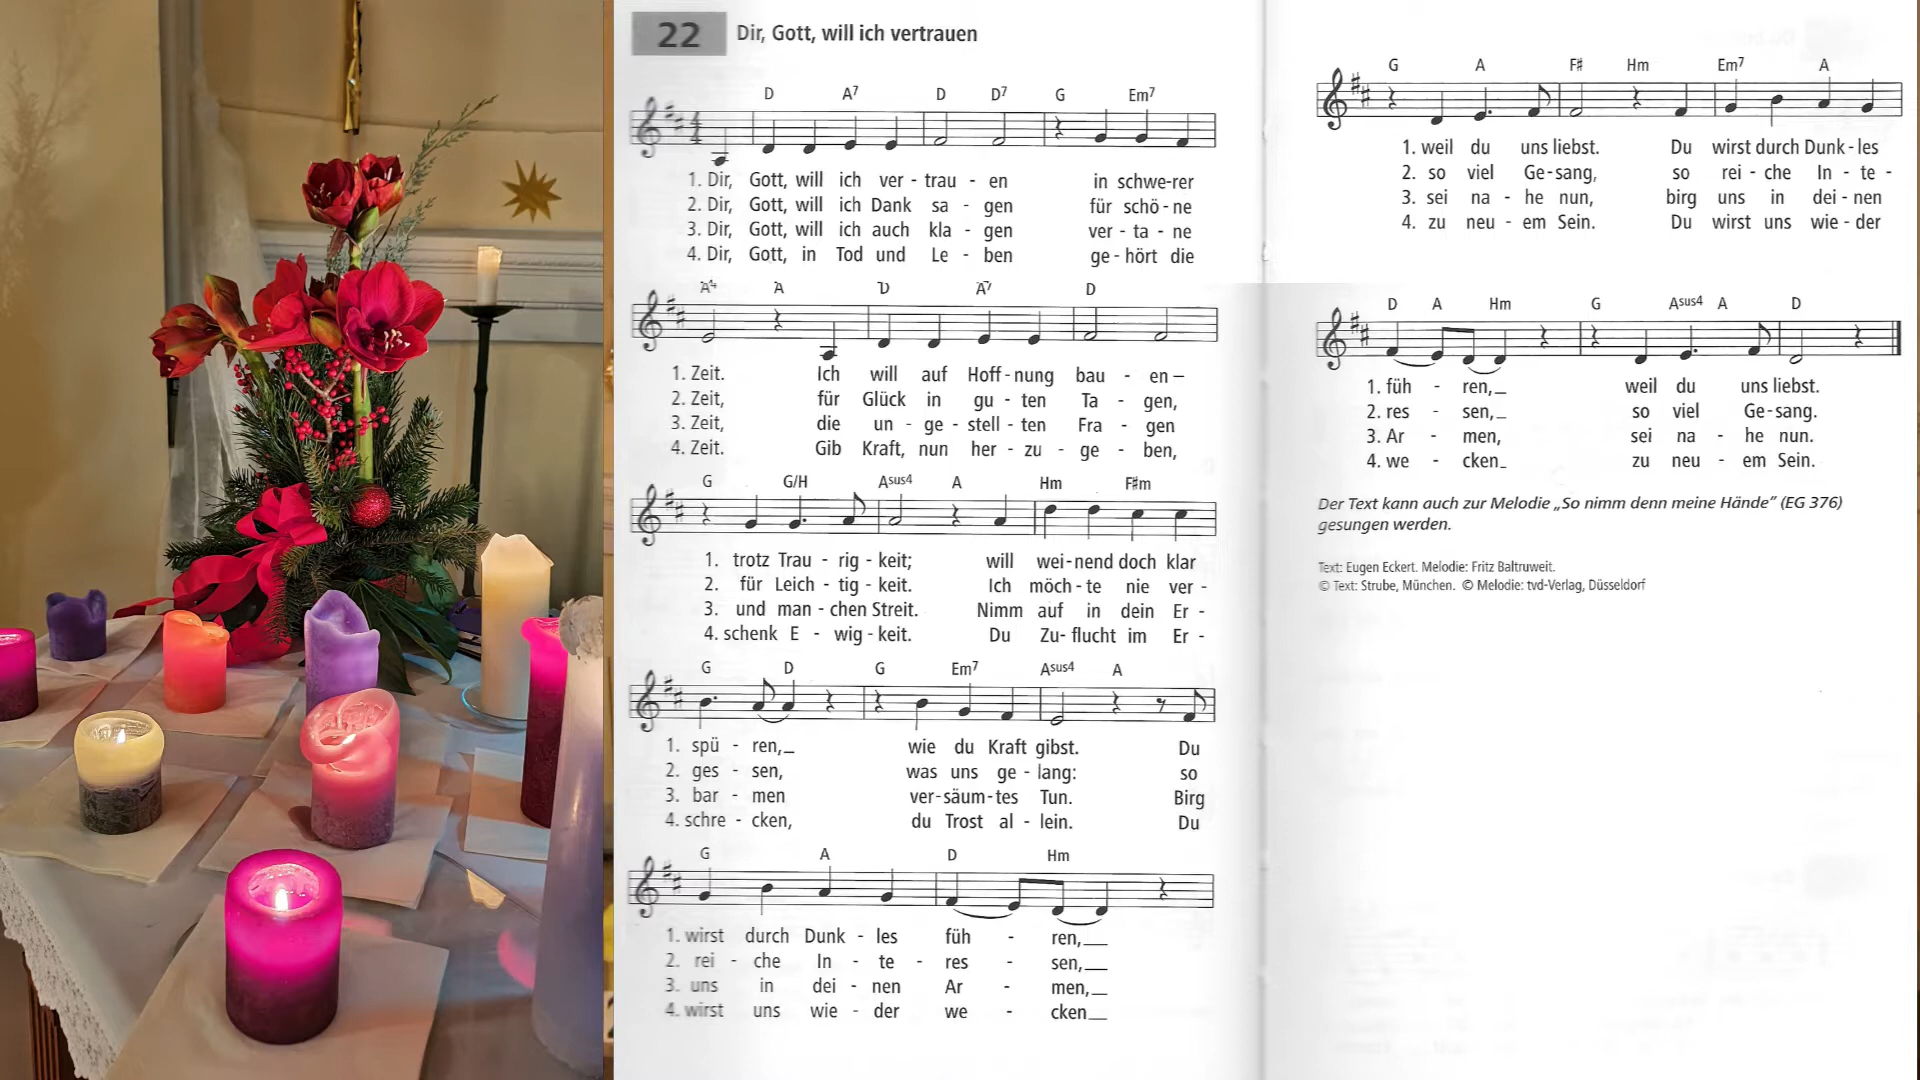 22 Dir, Gott, will ich vertrauen
D A7 D D7 G Em7
1. Dir, Gott, will ich ver - trau - en in schwe-rer
2. Dir, Gott, will ich Dank sa - gen für schö - ne
3. Dir, Gott, will ich auch kla - gen ver - ta - ne
4. Dir, Gott, in Tod und Le - ben ge - hört die
A4 A D A7 D
1. Zeit. Ich will auf Hoff - nung bau - en –
2. Zeit, für Glück in gu - ten Ta - gen,
3. Zeit, die un - ge - stell - ten Fra - gen
4. Zeit. Gib Kraft, nun her - zu - ge - ben,
G G/H Asus4 A Hm F♯m
1. trotz Trau - rig - keit; will wei-nend doch klar
2. für Leich - tig - keit. Ich möch - te nie ver -
3. und man - chen Streit. Nimm auf in dein Er -
4. schenk E - wig - keit. Du Zu- flucht im Er -
G D G Em7 Asus4 A
1. spü - ren,_ wie du Kraft gibst. Du
2. ges - sen, was uns ge - lang: so
3. bar - men ver-säum-tes Tun. Birg
4. schre - cken, du Trost al - lein. Du
G A D Hm
1. wirst durch Dunk - les füh - ren,__
2. rei - che In - te - res - sen,__
3. uns in dei - nen Ar - men,__
4. wirst uns wie - der we - cken__
G A F♯ Hm Em7 A
1. weil du uns liebst. Du wirst durch Dunk - les
2. so viel Ge-sang, so rei - che In - te -
3. sei na - he nun, birg uns in dei - nen
4. zu neu - em Sein. Du wirst uns wie - der
D A Hm G Asus4 A D
1. füh - ren,_ weil du uns liebst.
2. res - sen,_ so viel Ge-sang.
3. Ar - men, sei na - he nun.
4. we - cken_ zu neu - em Sein.
Der Text kann auch zur Melodie „So nimm denn meine Hände" (EG 376)
gesungen werden.
Text: Eugen Eckert. Melodie: Fritz Baltruweit.
© Text: Strube, München. © Melodie: tvd-Verlag, Düsseldorf